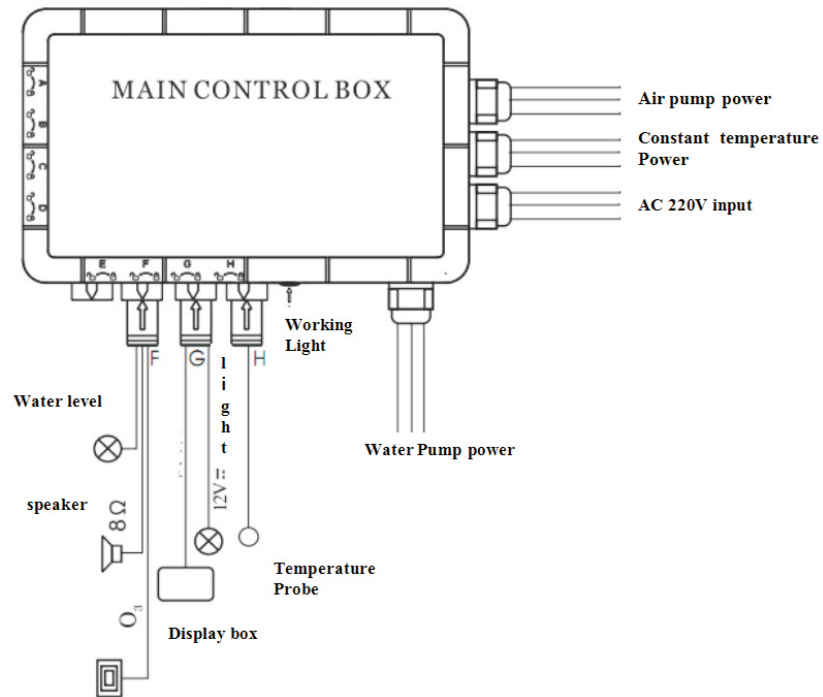 MAIN CONTROL BOX
A
B
C
D
Air pump power
Constant temperature
Power
AC 220V input
E
F
G
H
Working
Light
F
G
light
H
Water level
12V
Water Pump power
speaker
8Ω
Temperature
Probe
O₃
Display box